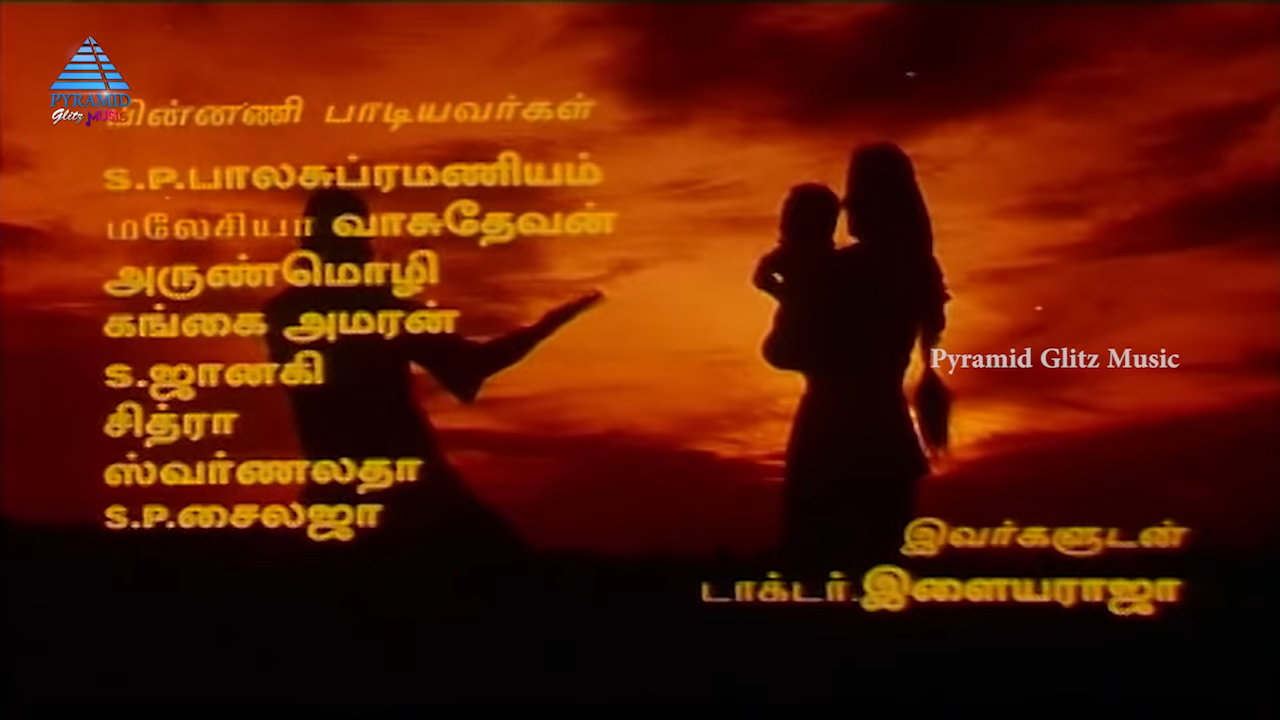 PYRAMID
Glitz MUSIC
பின்னணி பாடியவர்கள்
S.P.பாலசுப்ரமணியம்
மலேசியா வாசுதேவன்
அருண்மொழி
கங்கை அமரன்
S.ஜானகி
சித்ரா
ஸ்வர்ணலதா
S.P.சைலஜா
Pyramid Glitz Music
இவர்களுடன்
டாக்டர்.இளையராஜா